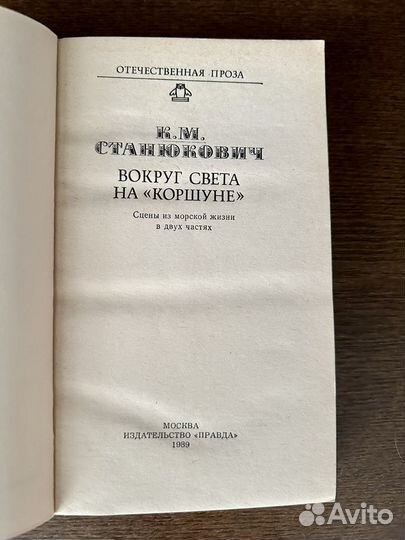 ОТЕЧЕСТВЕННАЯ ПРОЗА
К.М.
СТАНЮКОВИЧ
ВОКРУГ СВЕТА
НА «КОРШУНЕ»
Сцены из морской жизни
в двух частях
МОСКВА
ИЗДАТЕЛЬСТВО «ПРАВДА»
1989
Avito